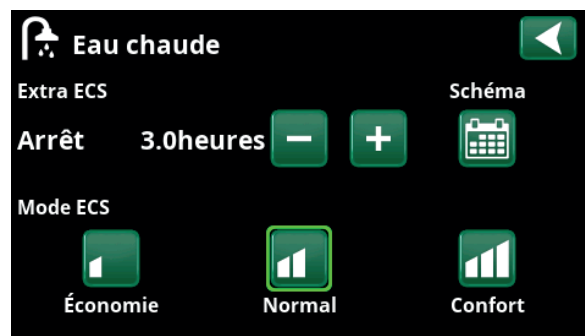 Eau chaude
Extra ECS Schéma
Arrêt 3.0heures
Mode ECS
Économie Normal Confort